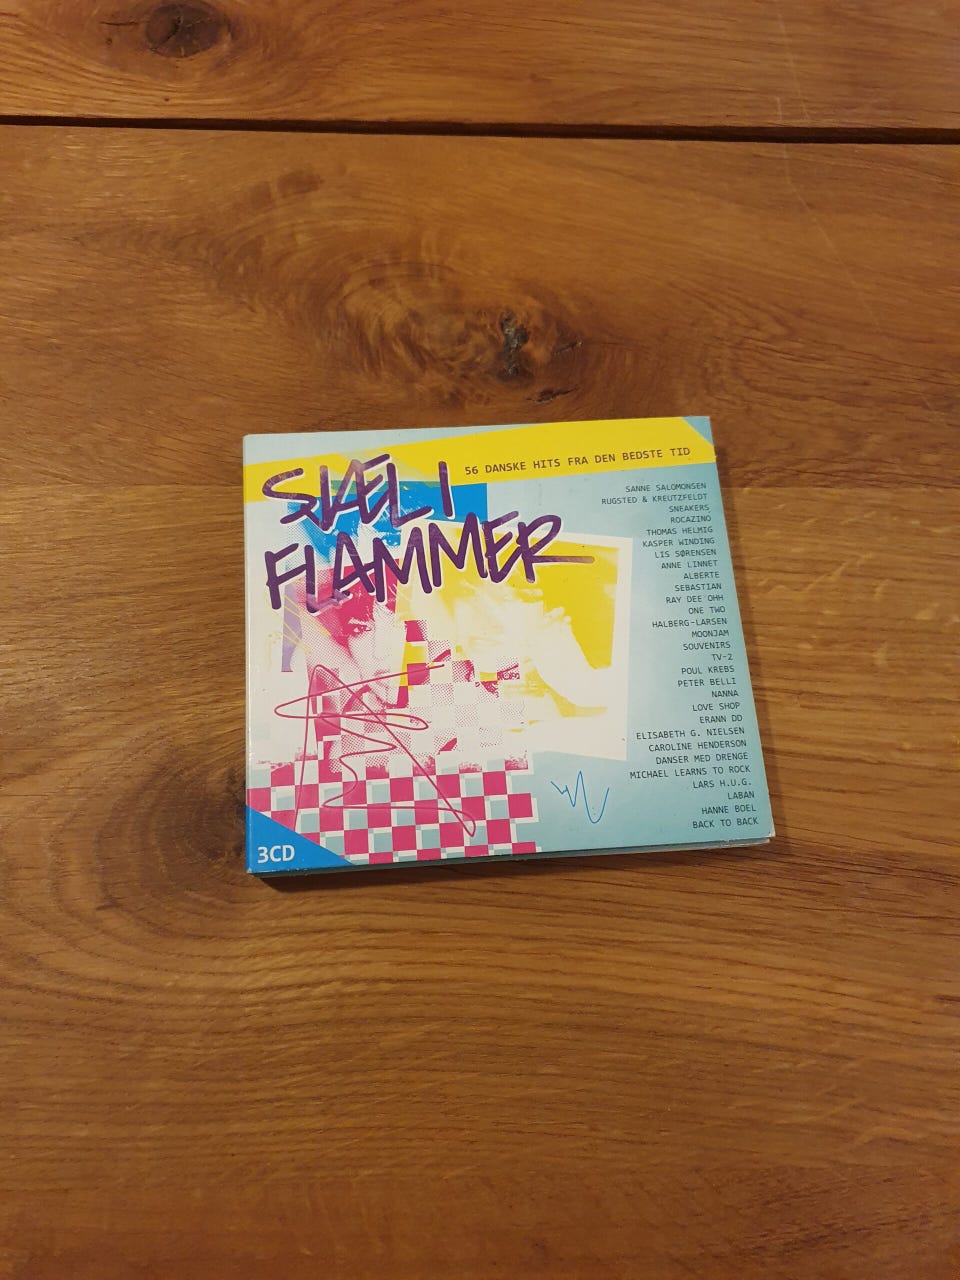 SJÆL I
FLAMMER
56 DANSKE HITS FRA DEN BEDSTE TID
SANNE SALOMONSEN
RUGSTED & KREUTZFELDT
SNEAKERS
ROCAZINO
THOMAS HELMIG
KASPER WINDING
LIS SØRENSEN
ANNE LINNET
ALBERTE
SEBASTIAN
RAY DEE OHH
ONE TWO
HALBERG-LARSEN
MOONJAM
SOUVENIRS
TV-2
POUL KREBS
PETER BELLI
NANNA
LOVE SHOP
ERANN DD
ELISABETH G. NIELSEN
CAROLINE HENDERSON
DANSER MED DRENGE
MICHAEL LEARNS TO ROCK
LARS H.U.G.
LABAN
HANNE BOEL
BACK TO BACK
3CD